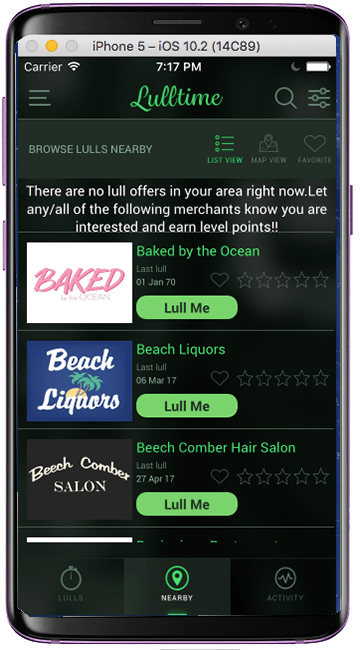 iPhone 5 – iOS 10.2 (14C89)
Carrier 7:17 PM
Lulltime
BROWSE LULLS NEARBY
LIST VIEW MAP VIEW FAVORITE
There are no lull offers in your area right now.Let
any/all of the following merchants know you are
interested and earn level points!!
BAKED
by the OCEAN
Baked by the Ocean
Last lull
01 Jan 70
Lull Me
Beach
Liquors
Beach Liquors
Last lull
06 Mar 17
Lull Me
Beech Comber
SALON
Beech Comber Hair Salon
Last lull
27 Apr 17
Lull Me
LULLS NEARBY ACTIVITY